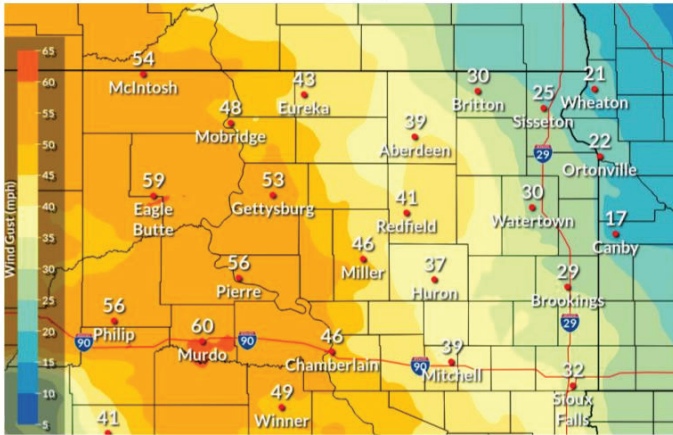 Wind Gust (mph)
65
60
55
50
45
40
35
30
25
20
15
10
5
54
McIntosh
43
Eureka
30
Britton
25
Sisseton
21
Wheaton
48
Mobridge
39
Aberdeen
29
22
Ortonville
59
Eagle
Butte
53
Gettysburg
41
Redfield
30
Watertown
17
Canby
46
Miller
56
Pierre
37
Huron
29
Brookings
56
Philip
90
60
Murdo
90
46
Chamberlain
90
39
Mitchell
29
32
Sioux
Falls
49
Winner
41